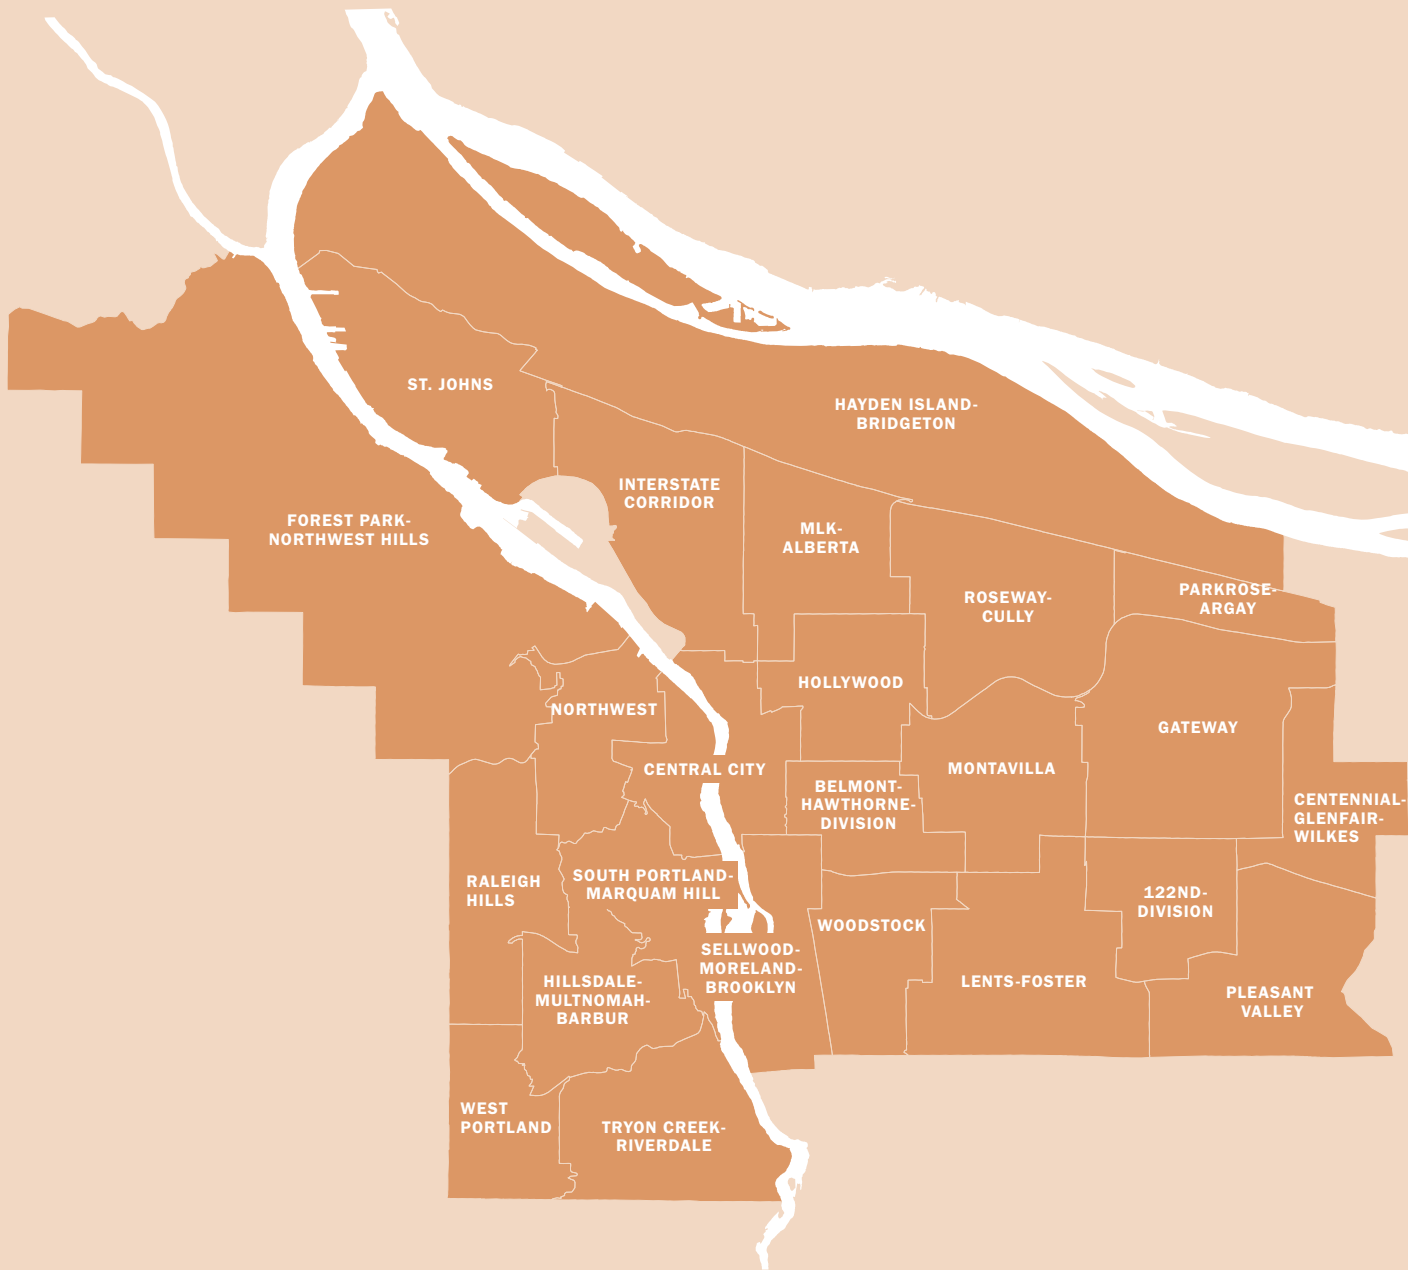 ST. JOHNS
HAYDEN ISLAND-
BRIDGETON
INTERSTATE
CORRIDOR
FOREST PARK-
NORTHWEST HILLS
MLK-
ALBERTA
ROSEWAY-
CULLY
PARKROSE-
ARGAY
HOLLYWOOD
NORTHWEST
GATEWAY
CENTRAL CITY
MONTAVILLA
BELMONT-
HAWTHORNE-
DIVISION
CENTENNIAL-
GLENFAIR-
WILKES
RALEIGH
HILLS
SOUTH PORTLAND-
MARQUAM HILL
122ND-
DIVISION
WOODSTOCK
SELLWOOD-
MORELAND-
BROOKLYN
HILLSDALE-
MULTNOMAH-
BARBUR
LENTS-FOSTER
PLEASANT
VALLEY
WEST
PORTLAND
TRYON CREEK-
RIVERDALE